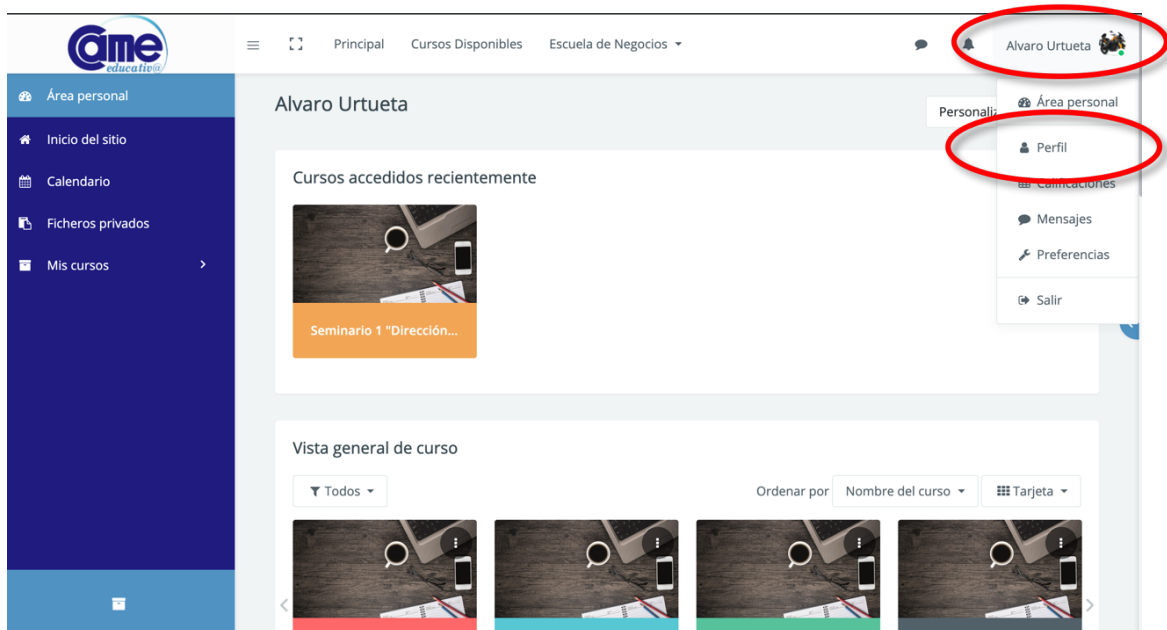 Came
educativ@
Principal
Cursos Disponibles
Escuela de Negocios
Alvaro Urtueta
Área personal
Inicio del sitio
Calendario
Ficheros privados
Mis cursos
Alvaro Urtueta
Área personal
Perfil
Calificaciones
Mensajes
Preferencias
Salir
Cursos accedidos recientemente
Seminario 1 "Dirección...
Vista general de curso
Todos
Ordenar por
Nombre del curso
Tarjeta